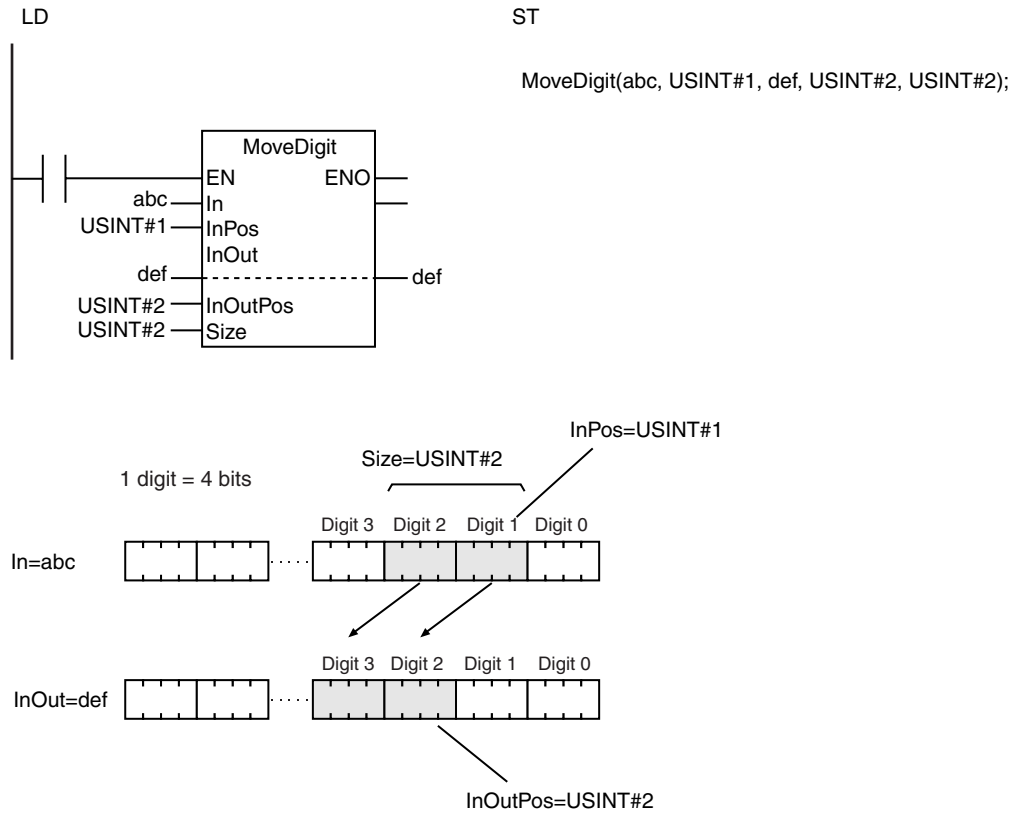 LD
ST
MoveDigit(abc, USINT#1, def, USINT#2, USINT#2);
MoveDigit
EN ENO
abc In
USINT#1 InPos
InOut
def def
USINT#2 InOutPos
USINT#2 Size
InPos=USINT#1
Size=USINT#2
1 digit = 4 bits
Digit 3 Digit 2 Digit 1 Digit 0
In=abc
Digit 3 Digit 2 Digit 1 Digit 0
InOut=def
InOutPos=USINT#2